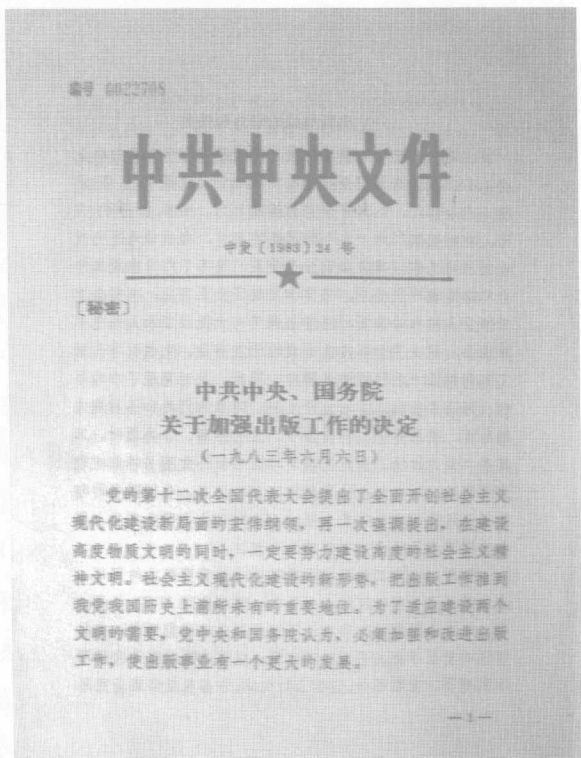 编号 0022708
中共中央文件
中发〔1983〕24 号
〔秘密〕
中共中央、国务院
关于加强出版工作的决定
(一九八三年六月六日)
党的第十二次全国代表大会提出了全面开创社会主义
现代化建设新局面的宏伟纲领,再一次强调提出,在建设
高度物质文明的同时,一定要努力建设高度的社会主义精
神文明。社会主义现代化建设的新形势,把出版工作推到
我党我国历史上前所未有的重要地位。为了适应建设两个
文明的需要,党中央和国务院认为,必须加强和改进出版
工作,使出版事业有一个更大的发展。
—1—